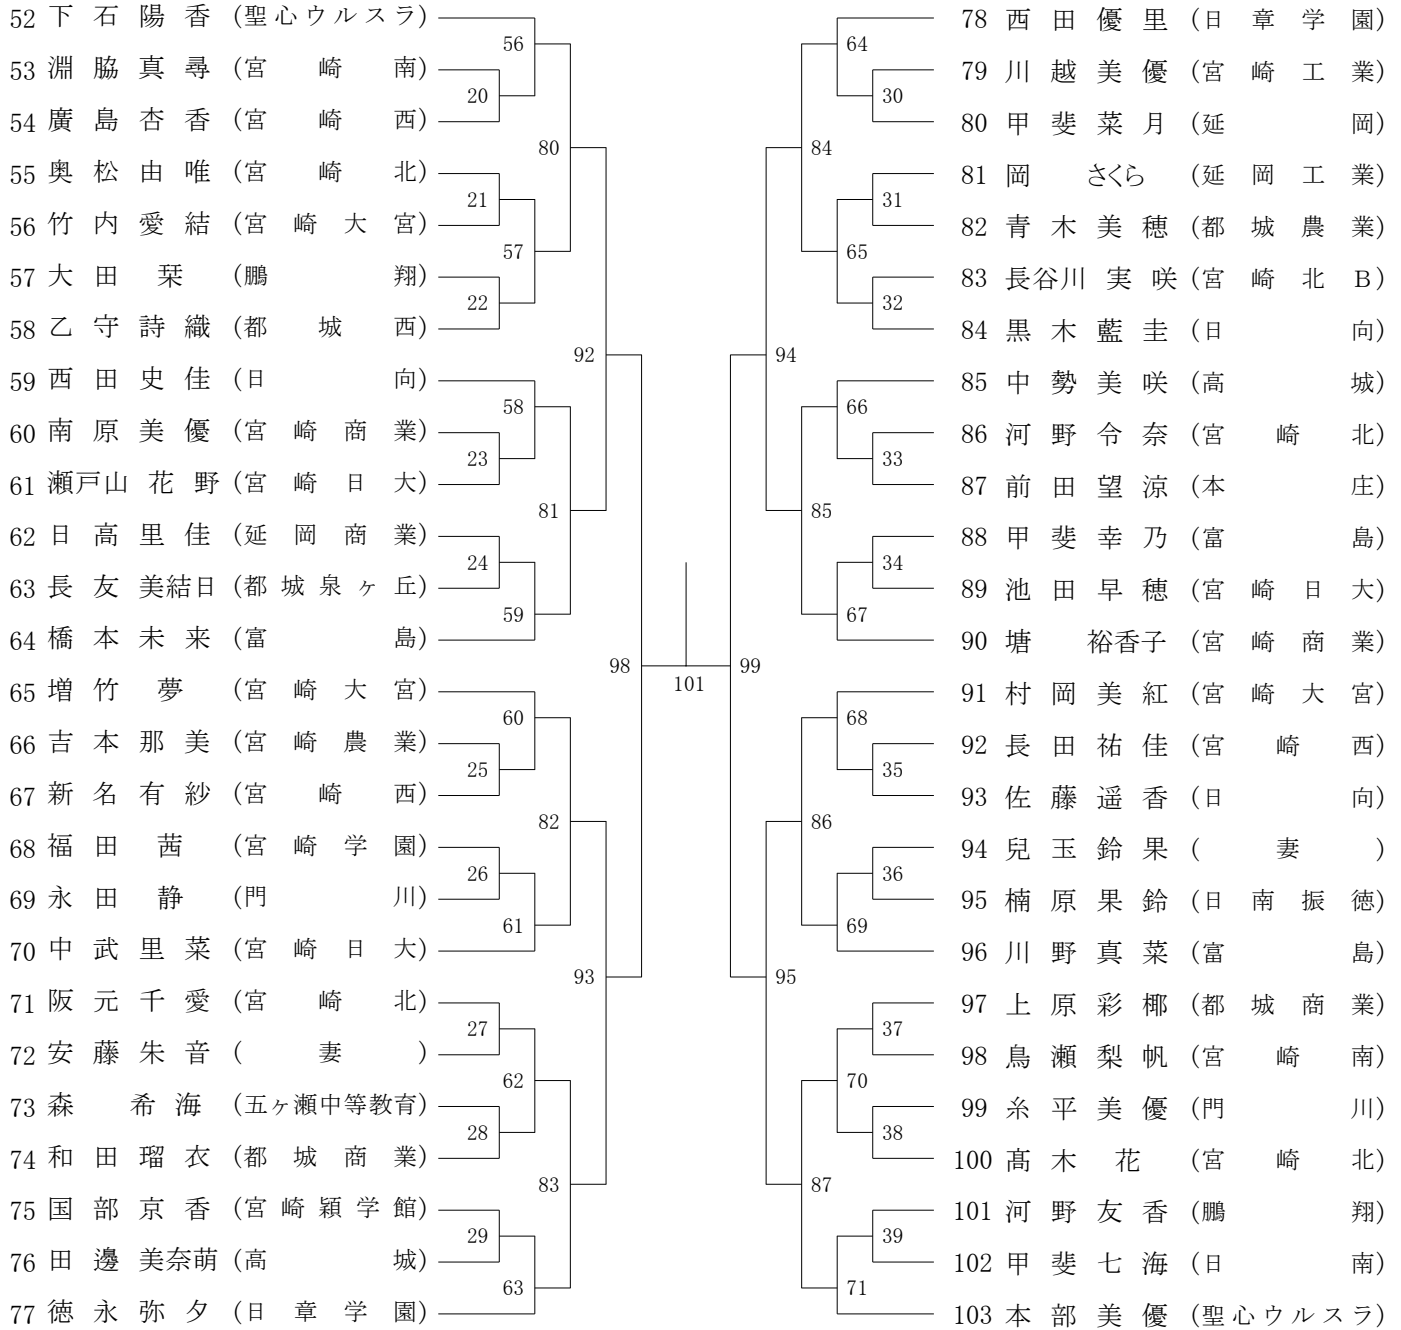 52 下石陽香 (聖心ウルスラ)
53 淵脇真尋 (宮崎南)
54 廣島杏香 (宮崎西)
55 奥松由唯 (宮崎北)
56 竹内愛結 (宮崎大宮)
57 大田栞 (鵬翔)
58 乙守詩織 (都城西)
59 西田史佳 (日向)
60 南原美優 (宮崎商業)
61 瀬戸山花野 (宮崎日大)
62 日高里佳 (延岡商業)
63 長友美結日 (都城泉ヶ丘)
64 橋本未来 (富島)
65 増竹夢 (宮崎大宮)
66 吉本那美 (宮崎農業)
67 新名有紗 (宮崎西)
68 福田茜 (宮崎学園)
69 永田静 (門川)
70 中武里菜 (宮崎日大)
71 阪元千愛 (宮崎北)
72 安藤朱音 (妻)
73 森希海 (五ヶ瀬中等教育)
74 和田瑠衣 (都城商業)
75 国部京香 (宮崎穎学館)
76 田邊美奈萌 (高城)
77 徳永弥夕 (日章学園)
56
20
80
21
57
22
92
58
23
81
24
59
98
60
25
82
26
61
93
27
62
28
83
29
63
101
64
30
84
31
65
32
94
66
33
85
34
67
99
68
35
86
36
69
95
37
70
38
87
39
71
78 西田優里 (日章学園)
79 川越美優 (宮崎工業)
80 甲斐菜月 (延岡)
81 岡さくら (延岡工業)
82 青木美穂 (都城農業)
83 長谷川実咲 (宮崎北B)
84 黒木藍圭 (日向)
85 中勢美咲 (高城)
86 河野令奈 (宮崎北)
87 前田望涼 (本庄)
88 甲斐幸乃 (富島)
89 池田早穂 (宮崎日大)
90 塘裕香子 (宮崎商業)
91 村岡美紅 (宮崎大宮)
92 長田祐佳 (宮崎西)
93 佐藤遥香 (日向)
94 兒玉鈴果 (妻)
95 楠原果鈴 (日南振徳)
96 川野真菜 (富島)
97 上原彩椰 (都城商業)
98 鳥瀬梨帆 (宮崎南)
99 糸平美優 (門川)
100 髙木花 (宮崎北)
101 河野友香 (鵬翔)
102 甲斐七海 (日南)
103 本部美優 (聖心ウルスラ)